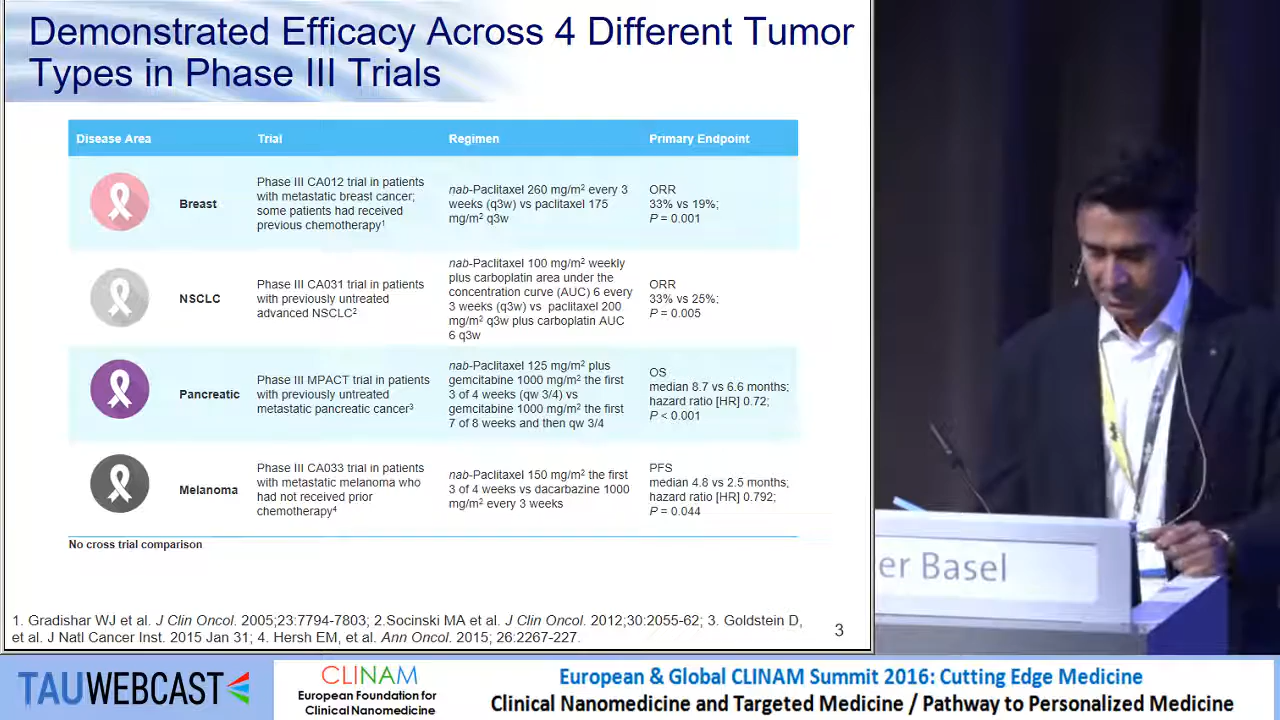 Demonstrated Efficacy Across 4 Different Tumor
Types in Phase III Trials
Disease Area Trial Regimen Primary Endpoint
Breast
Phase III CA012 trial in patients
with metastatic breast cancer;
some patients had received
previous chemotherapy1
nab-Paclitaxel 260 mg/m2 every 3
weeks (q3w) vs paclitaxel 175
mg/m2 q3w
ORR
33% vs 19%;
P = 0.001
NSCLC
Phase III CA031 trial in patients
with previously untreated
advanced NSCLC2
nab-Paclitaxel 100 mg/m2 weekly
plus carboplatin area under the
concentration curve (AUC) 6 every
3 weeks (q3w) vs paclitaxel 200
mg/m2 q3w plus carboplatin AUC
6 q3w
ORR
33% vs 25%;
P = 0.005
Pancreatic
Phase III MPACT trial in patients
with previously untreated
metastatic pancreatic cancer3
nab-Paclitaxel 125 mg/m2 plus
gemcitabine 1000 mg/m2 the first
3 of 4 weeks (qw 3/4) vs
gemcitabine 1000 mg/m2 the first
7 of 8 weeks and then qw 3/4
OS
median 8.7 vs 6.6 months;
hazard ratio [HR] 0.72;
P < 0.001
Melanoma
Phase III CA033 trial in patients
with metastatic melanoma who
had not received prior
chemotherapy4
nab-Paclitaxel 150 mg/m2 the first
3 of 4 weeks vs dacarbazine 1000
mg/m2 every 3 weeks
PFS
median 4.8 vs 2.5 months;
hazard ratio [HR] 0.792;
P = 0.044
No cross trial comparison
1. Gradishar WJ et al. J Clin Oncol. 2005;23:7794-7803; 2.Socinski MA et al. J Clin Oncol. 2012;30:2055-62; 3. Goldstein D,
et al. J Natl Cancer Inst. 2015 Jan 31; 4. Hersh EM, et al. Ann Oncol. 2015; 26:2267-227.
3
er Basel
TAUWEBCAST
CLINAM
European Foundation for
Clinical Nanomedicine
European & Global CLINAM Summit 2016: Cutting Edge Medicine
Clinical Nanomedicine and Targeted Medicine / Pathway to Personalized Medicine